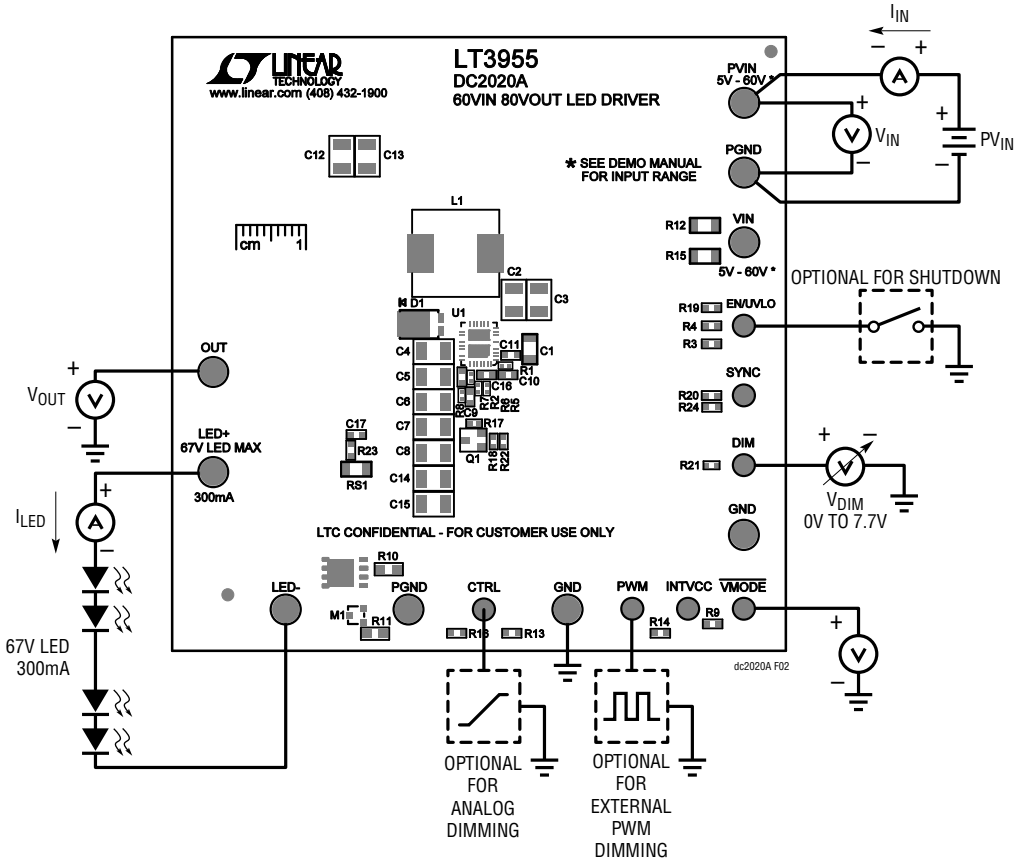 LINEAR
TECHNOLOGY
www.linear.com (408) 432-1900
LT3955
DC2020A
60VIN 80VOUT LED DRIVER
PVIN
5V - 60V *
I_IN
- +
A
+
V
V_IN
-
+
PV_IN
-
PGND
* SEE DEMO MANUAL
FOR INPUT RANGE
C12
C13
L1
cm 1
R12
VIN
R15
5V - 60V *
C2
C3
OPTIONAL FOR SHUTDOWN
D1
U1
R19
EN/UVLO
R4
R3
C4
C11
C1
R1
OUT
C5
C16
C10
SYNC
+
V_OUT
V
-
C6
R8
R7
R2
R6
R5
R20
R24
C9
LED+
67V LED MAX
C7
R17
C17
R23
C8
Q1
R18
R22
DIM
R21
+ -
V
V_DIM
0V TO 7.7V
300mA
RS1
C14
C15
GND
+
I_LED
A
-
LTC CONFIDENTIAL - FOR CUSTOMER USE ONLY
R10
LED-
PGND
CTRL
GND
PWM
INTVCC
VMODE
M1
R11
R16
R13
R14
R9
67V LED
300mA
+
V
-
dc2020A F02
OPTIONAL
FOR
ANALOG
DIMMING
OPTIONAL
FOR
EXTERNAL
PWM
DIMMING